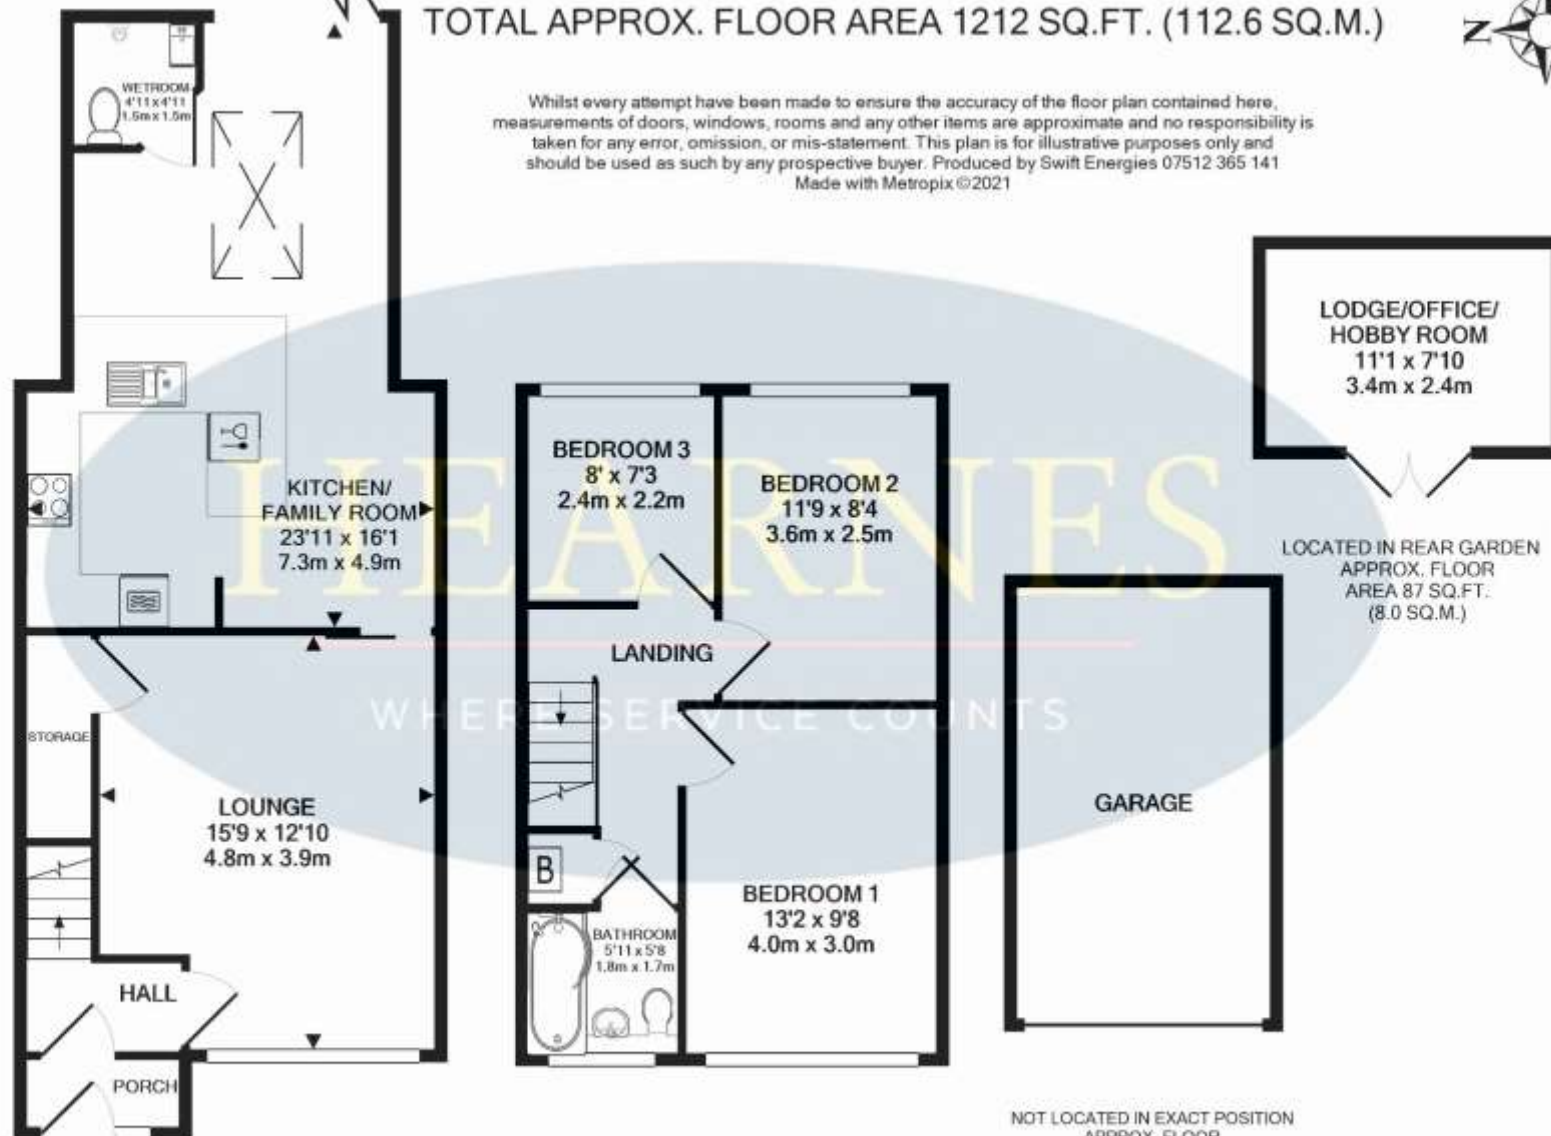 TOTAL APPROX. FLOOR AREA 1212 SQ.FT. (112.6 SQ.M.)
N
Whilst every attempt have been made to ensure the accuracy of the floor plan contained here,
measurements of doors, windows, rooms and any other items are approximate and no responsibility is
taken for any error, omission, or mis-statement. This plan is for illustrative purposes only and
should be used as such by any prospective buyer. Produced by Swift Energies 07512 365 141
Made with Metropix ©2021
WETROOM
4'11 x 4'11
1.5m x 1.5m
LODGE/OFFICE/
HOBBY ROOM
11'1 x 7'10
3.4m x 2.4m
LOCATED IN REAR GARDEN
APPROX. FLOOR
AREA 87 SQ.FT.
(8.0 SQ.M.)
KITCHEN/
FAMILY ROOM
23'11 x 16'1
7.3m x 4.9m
BEDROOM 3
8' x 7'3
2.4m x 2.2m
BEDROOM 2
11'9 x 8'4
3.6m x 2.5m
HEARNES
WHERE SERVICE COUNTS
LANDING
STORAGE
LOUNGE
15'9 x 12'10
4.8m x 3.9m
GARAGE
B
BEDROOM 1
13'2 x 9'8
4.0m x 3.0m
BATHROOM
5'11 x 5'8
1.8m x 1.7m
HALL
PORCH
NOT LOCATED IN EXACT POSITION
APPROX. FLOOR